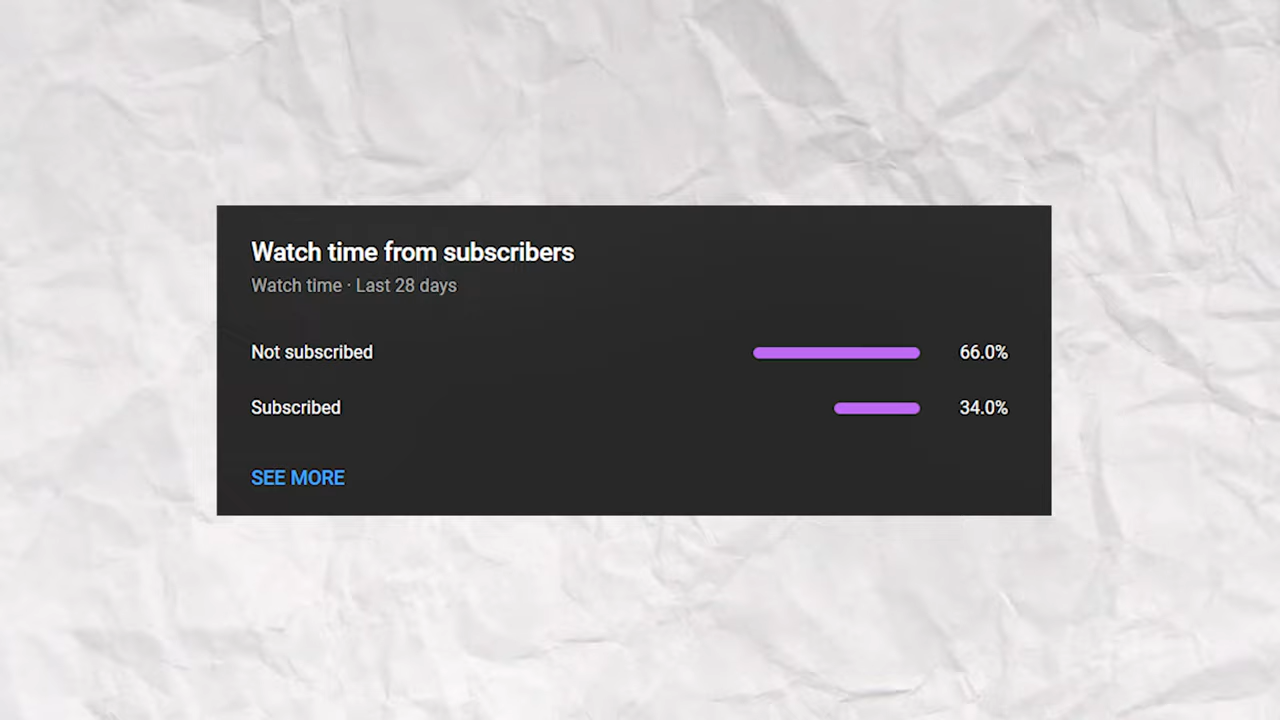 Watch time from subscribers
Watch time · Last 28 days
Not subscribed 66.0%
Subscribed 34.0%
SEE MORE